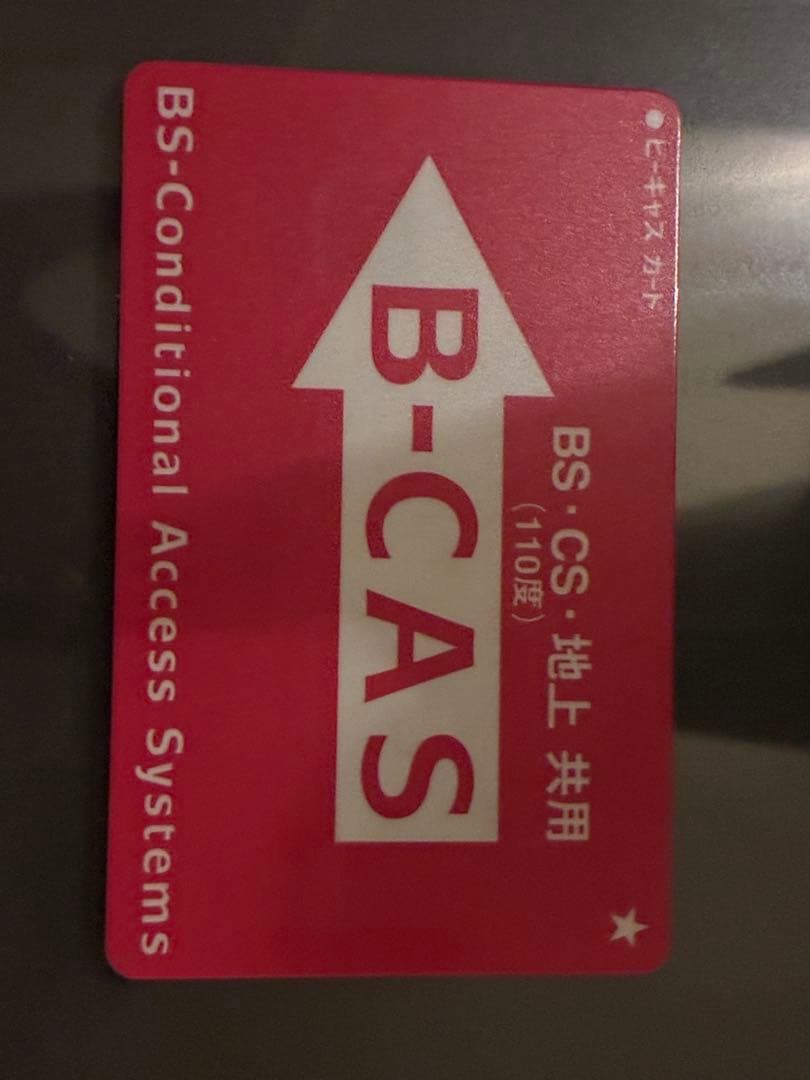 ●ビーキャス カード
BS・CS・地上 共用
(110度)
B-CAS
BS-Conditional Access Systems